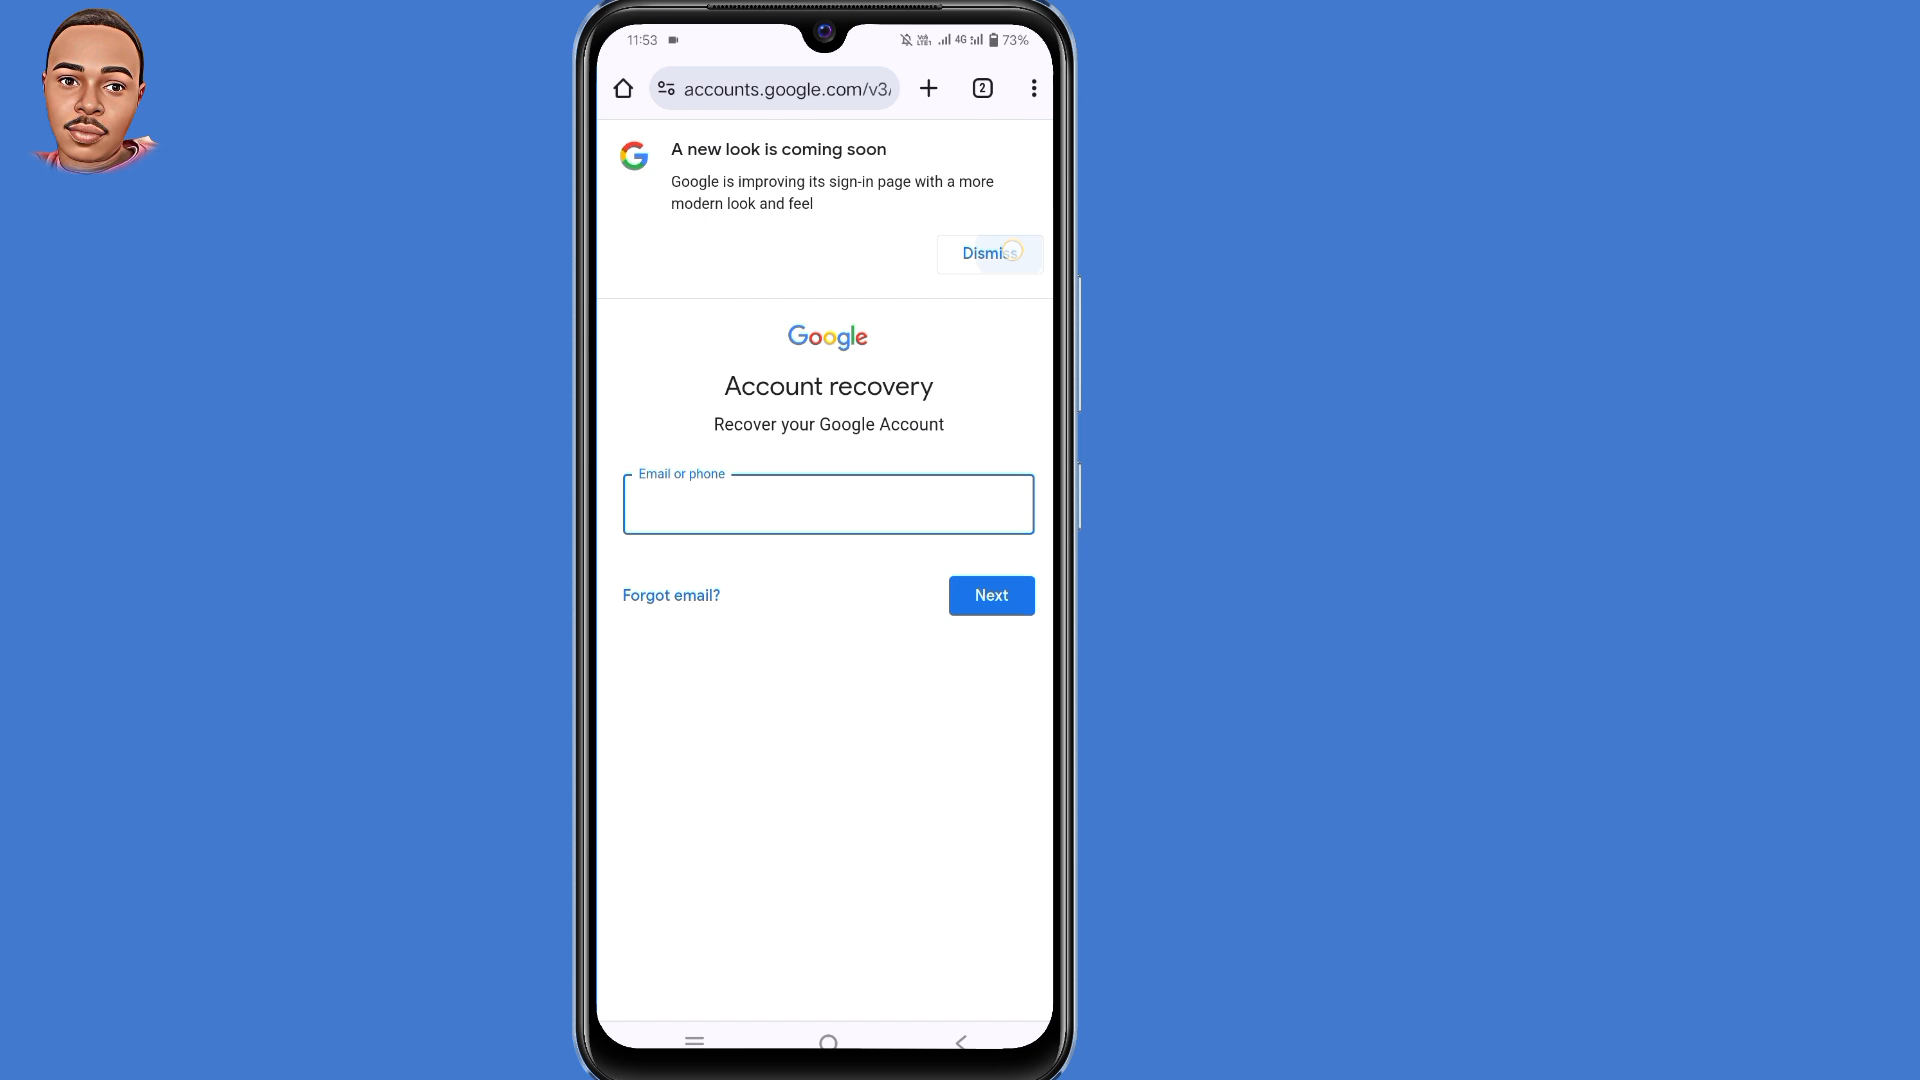 11:53
4G 73%
accounts.google.com/v3/
2
A new look is coming soon
Google is improving its sign-in page with a more
modern look and feel
Dismiss
Google
Account recovery
Recover your Google Account
Email or phone
Forgot email?
Next